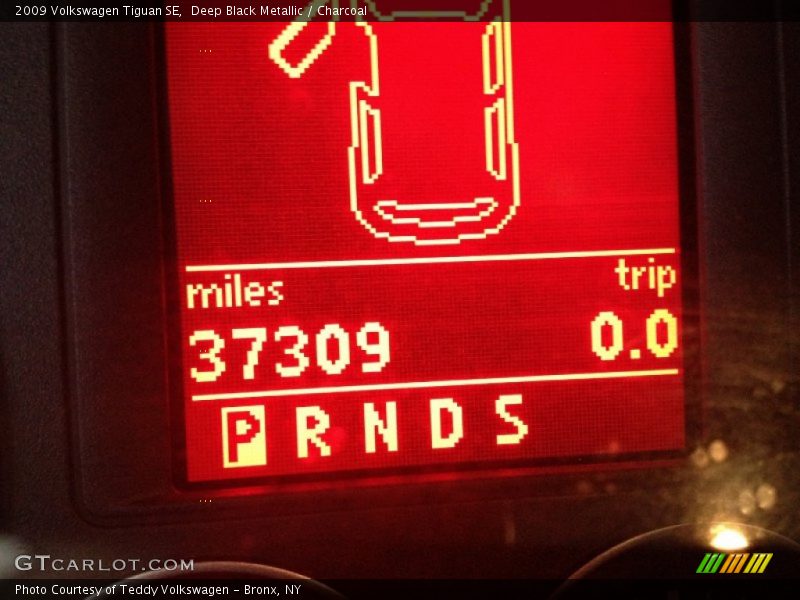 2009 Volkswagen Tiguan SE,  Deep Black Metallic / Charcoal
miles trip
37309 0.0
P R N D S
GTCARLOT.COM
Photo Courtesy of Teddy Volkswagen - Bronx, NY